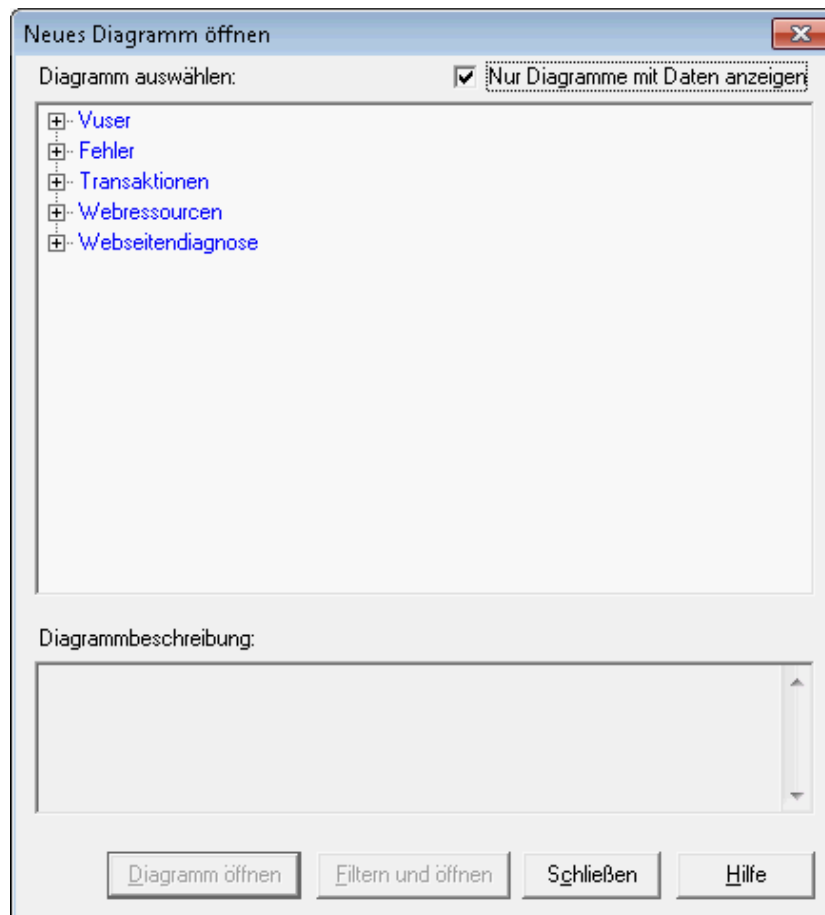 Neues Diagramm öffnen
Diagramm auswählen:
Nur Diagramme mit Daten anzeigen
Vuser
Fehler
Transaktionen
Webressourcen
Webseitendiagnose
Diagrammbeschreibung:
Diagramm öffnen
Filtern und öffnen
Schließen
Hilfe